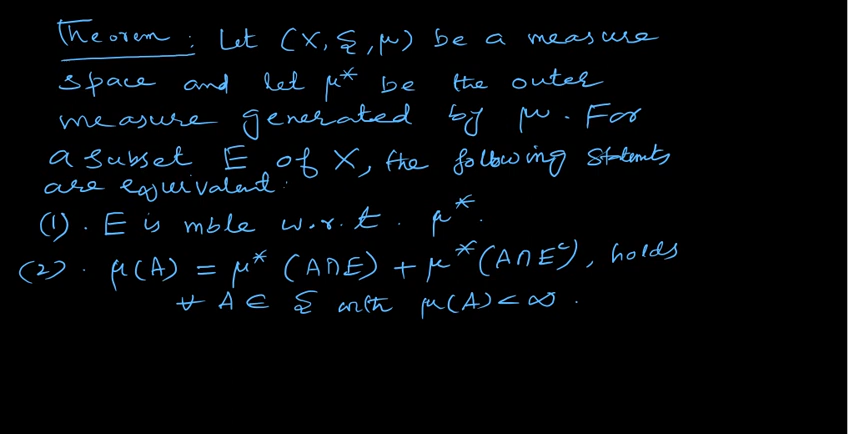 Theorem : Let (X, Σ, μ) be a measure
space and let μ* be the outer
measure generated by μ. For
a subset E of X, the following statements
are equivalent:
(1). E is mble w.r.t. μ*.
(2). μ(A) = μ* (A∩E) + μ* (A∩Eᶜ), holds
∀ A ∈ Σ with μ(A) < ∞.